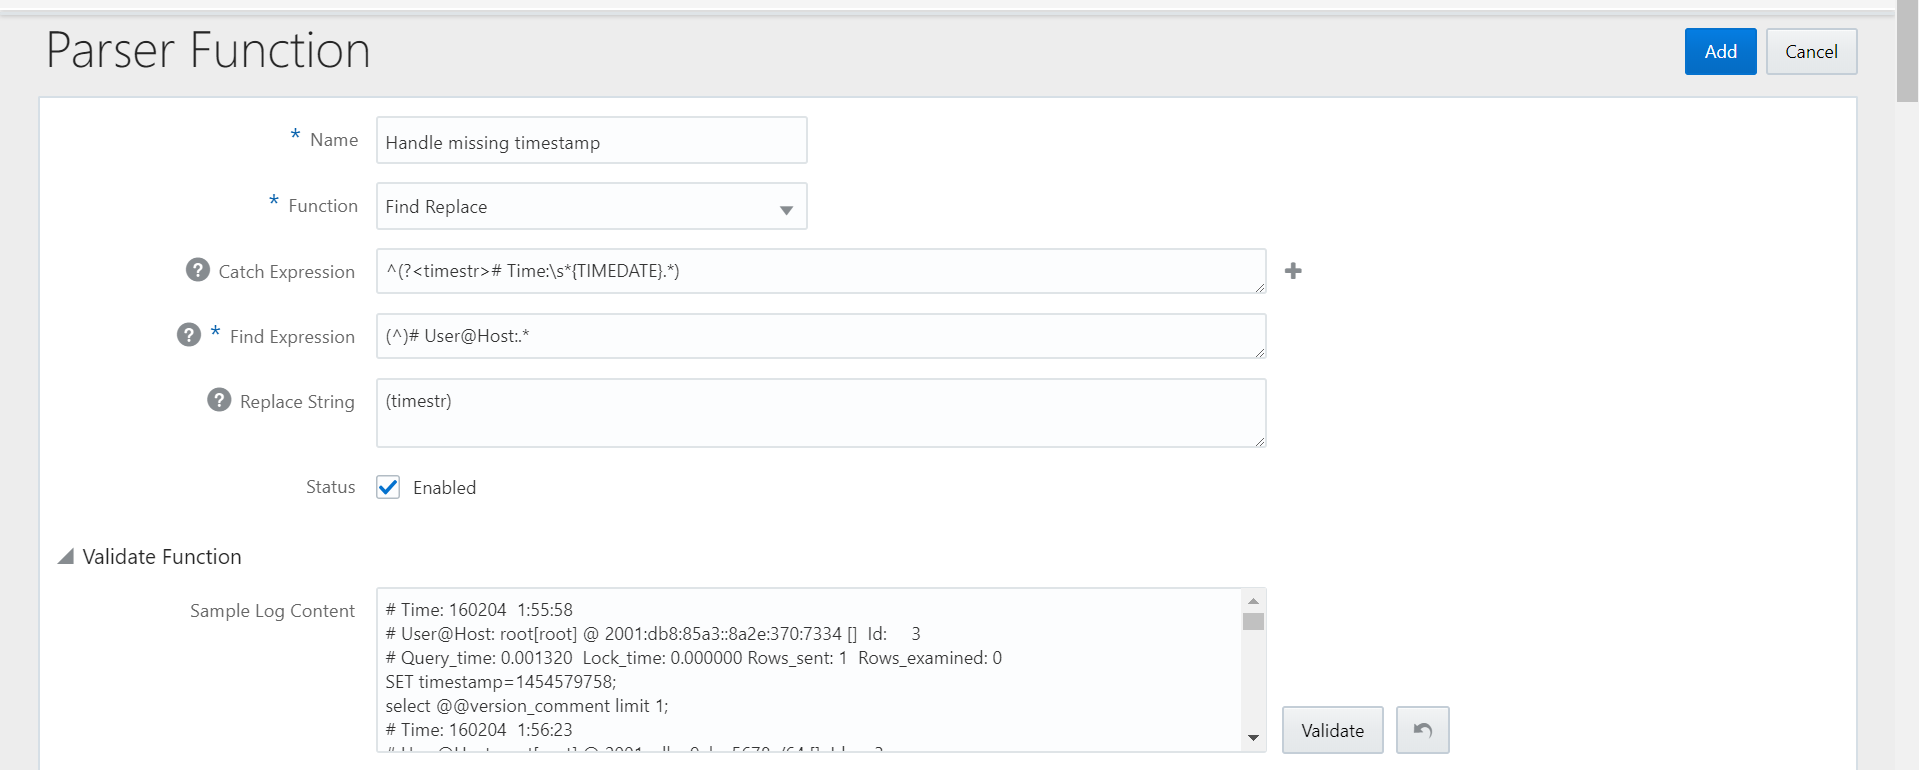 Parser Function
Add
Cancel
* Name
Handle missing timestamp
* Function
Find Replace
? Catch Expression
^(?<timestr># Time:\s*{TIMEDATE}.*)
? * Find Expression
(^)# User@Host:.*
? Replace String
(timestr)
Status
Enabled
Validate Function
Sample Log Content
# Time: 160204  1:55:58
# User@Host: root[root] @ 2001:db8:85a3::8a2e:370:7334 []  Id:     3
# Query_time: 0.001320  Lock_time: 0.000000 Rows_sent: 1  Rows_examined: 0
SET timestamp=1454579758;
select @@version_comment limit 1;
# Time: 160204  1:56:23
Validate